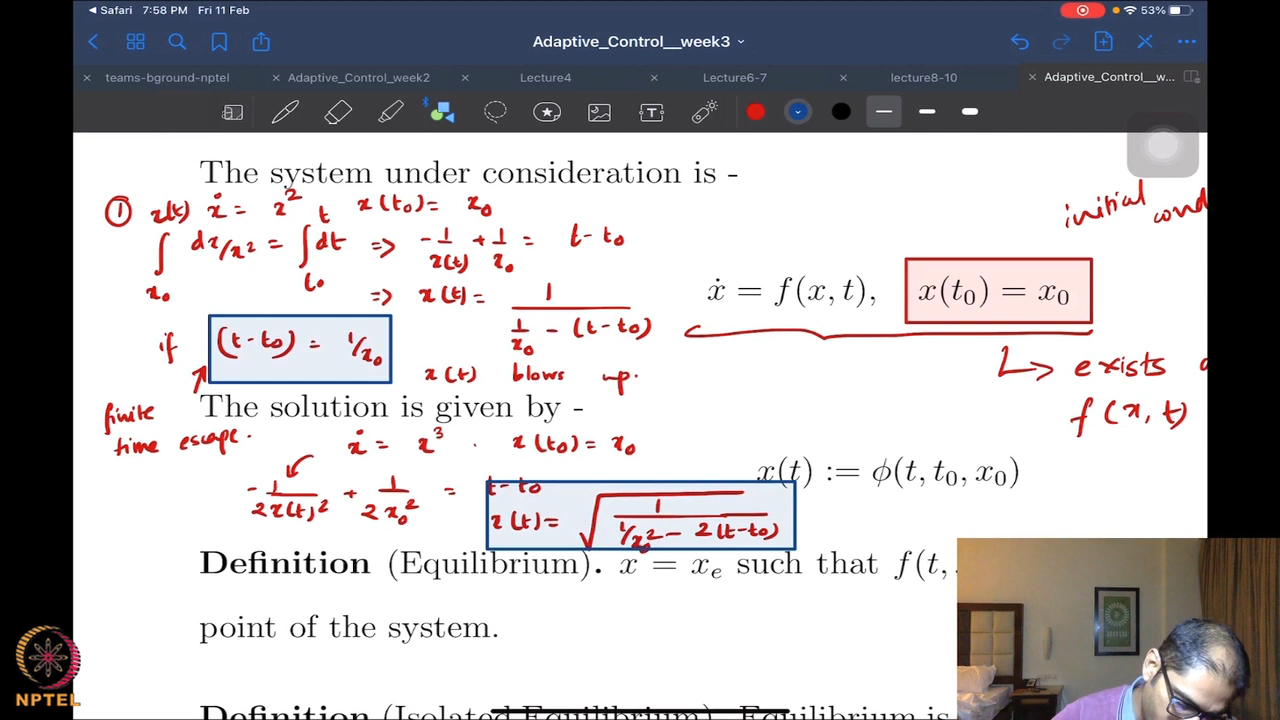 Safari 7:58 PM Fri 11 Feb 53%
Adaptive_Control__week3
teams-bground-nptel Adaptive_Control_week2 Lecture4 Lecture6-7 lecture8-10 Adaptive_Control__w...
The system under consideration is -
① x(t) ẋ = x² t x(t₀) = x₀
initial cond
∫ dx/x² = ∫ dt => -1/x(t) + 1/x₀ = t - t₀
x₀ t₀
ẋ = f(x, t), x(t₀) = x₀
=> x(t) = 1/(1/x₀ - (t - t₀))
if (t - t₀) = 1/x₀
x(t) blows up.
↳ exists
f(x, t)
The solution is given by -
finite
time escape.
ẋ = x³ . x(t₀) = x₀
x(t) := φ(t, t₀, x₀)
-1/2x(t)² + 1/2x₀² = t - t₀
x(t) = √(1/(1/x₀² - 2(t - t₀)))
Definition (Equilibrium). x = xₑ such that f(t,
point of the system.
Definition (Isolated Equilibrium). Equilibrium is
NPTEL